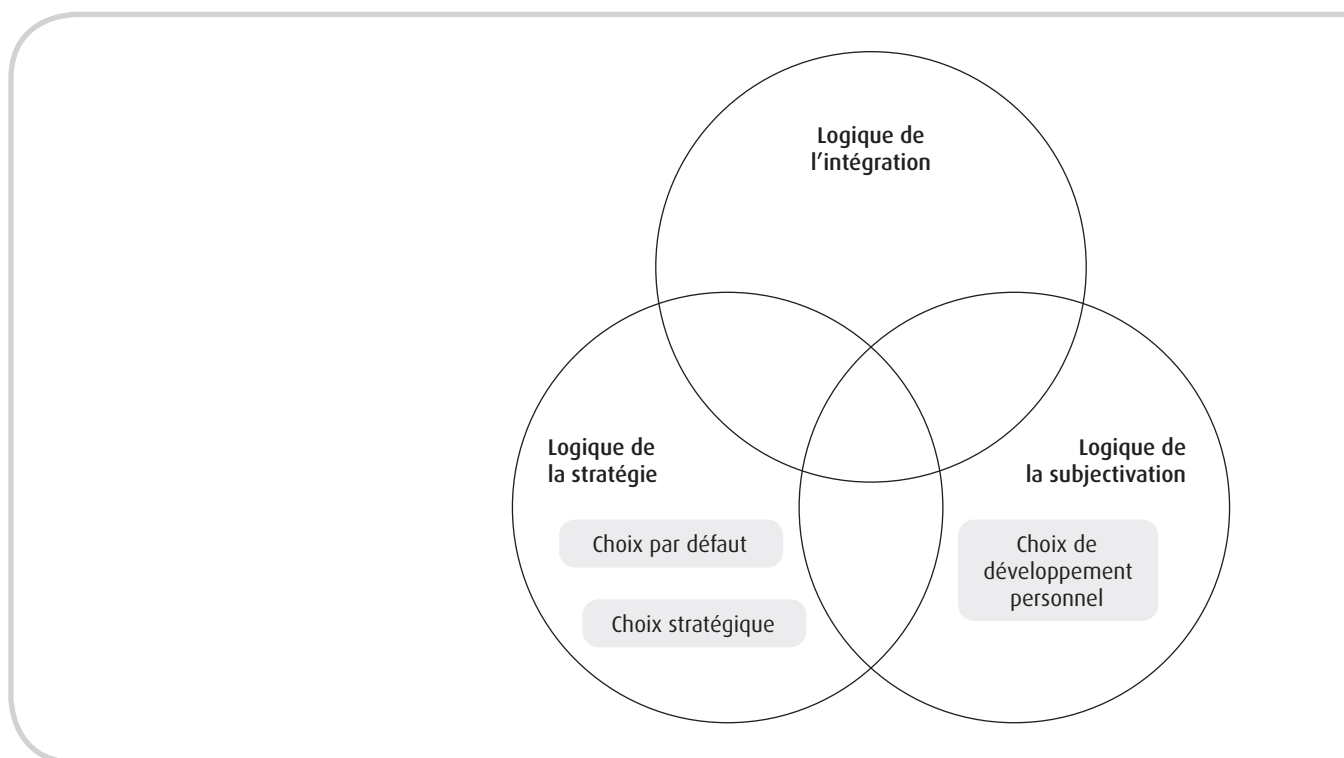 Logique de
l’intégration
Logique de
la stratégie
Choix par défaut
Choix stratégique
Logique de
la subjectivation
Choix de
développement
personnel